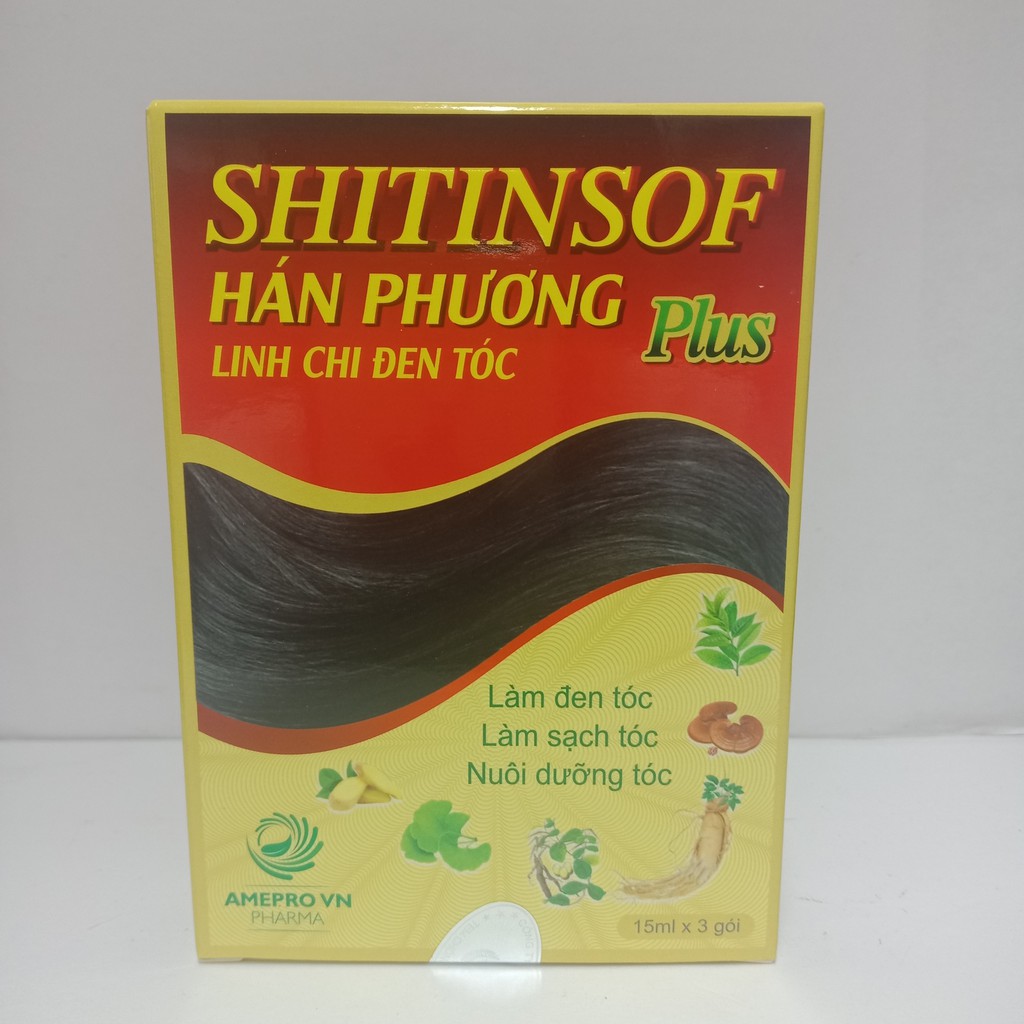 SHITINSOF
HÁN PHƯƠNG
Plus
LINH CHI ĐEN TÓC
Làm đen tóc
Làm sạch tóc
Nuôi dưỡng tóc
AMEPRO VN
PHARMA
15ml x 3 gói